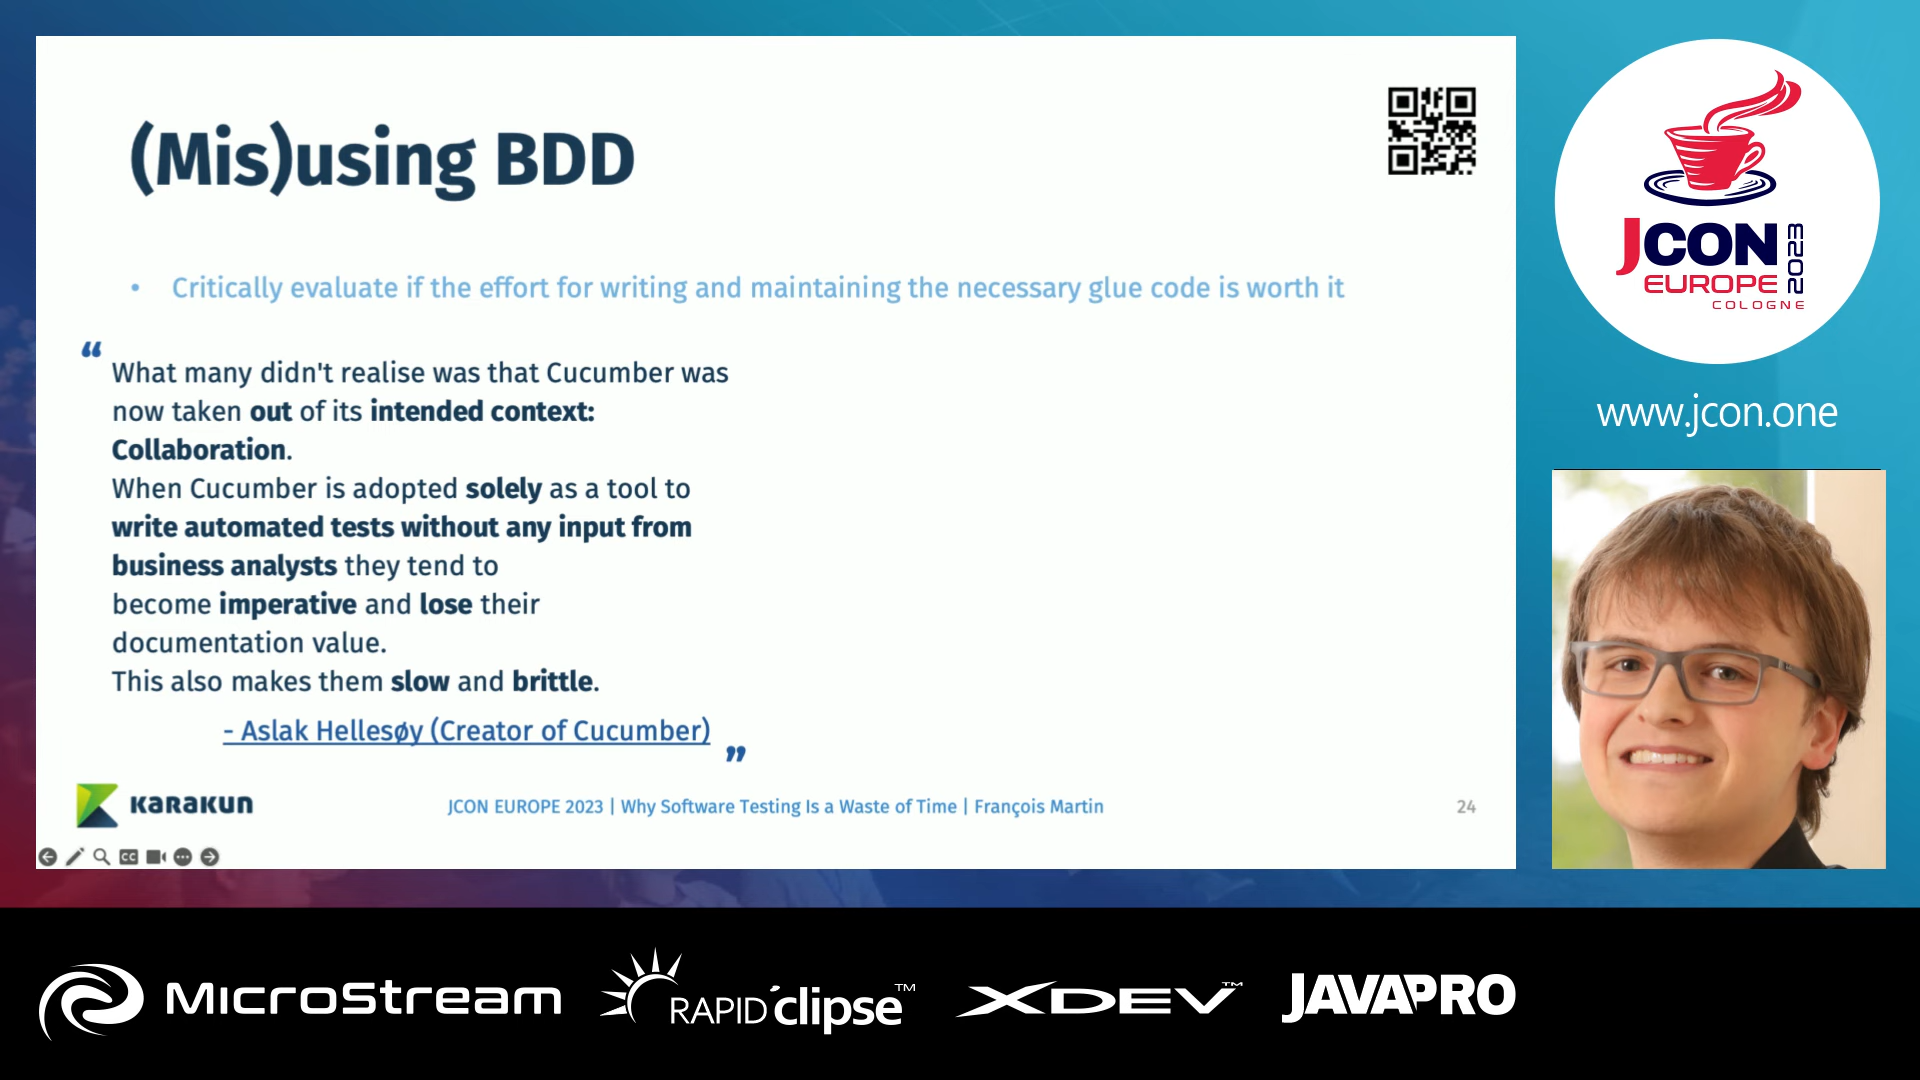 (Mis)using BDD
• Critically evaluate if the effort for writing and maintaining the necessary glue code is worth it
“
What many didn't realise was that Cucumber was
now taken out of its intended context:
Collaboration.
When Cucumber is adopted solely as a tool to
write automated tests without any input from
business analysts they tend to
become imperative and lose their
documentation value.
This also makes them slow and brittle.
- Aslak Hellesøy (Creator of Cucumber)
”
KARAKUN
JCON EUROPE 2023 | Why Software Testing Is a Waste of Time | François Martin
24
CC
JCON
2023
EUROPE
COLOGNE
www.jcon.one
MICROSTREAM
RAPID'clipse™
XDEV™
JAVAPRO